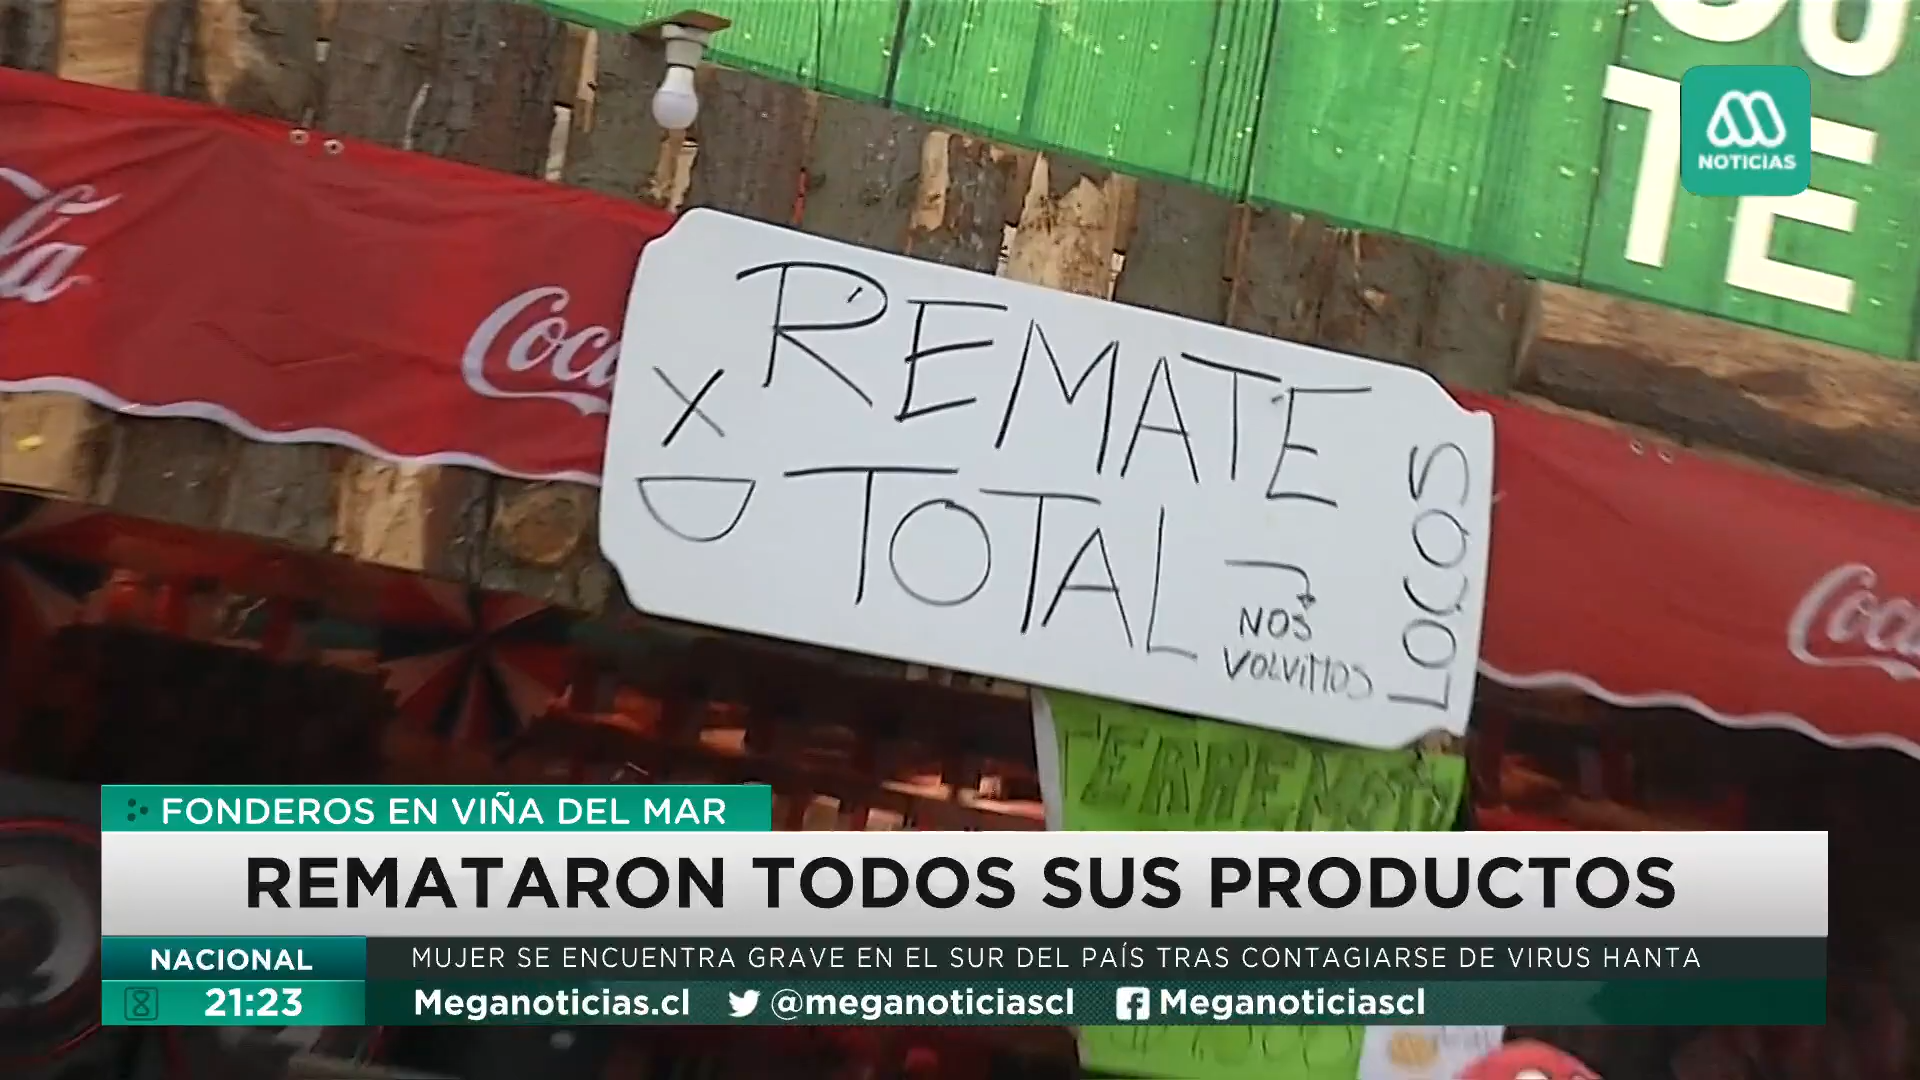 TE
NOTICIAS
Coca
REMATE
TOTAL
X
D
NOS
VOLVIMOS
LOCOS
Coca
TERREMOTO
FONDEROS EN VIÑA DEL MAR
REMATARON TODOS SUS PRODUCTOS
NACIONAL
MUJER SE ENCUENTRA GRAVE EN EL SUR DEL PAÍS TRAS CONTAGIARSE DE VIRUS HANTA
21:23
Meganoticias.cl @meganoticiascl Meganoticiascl